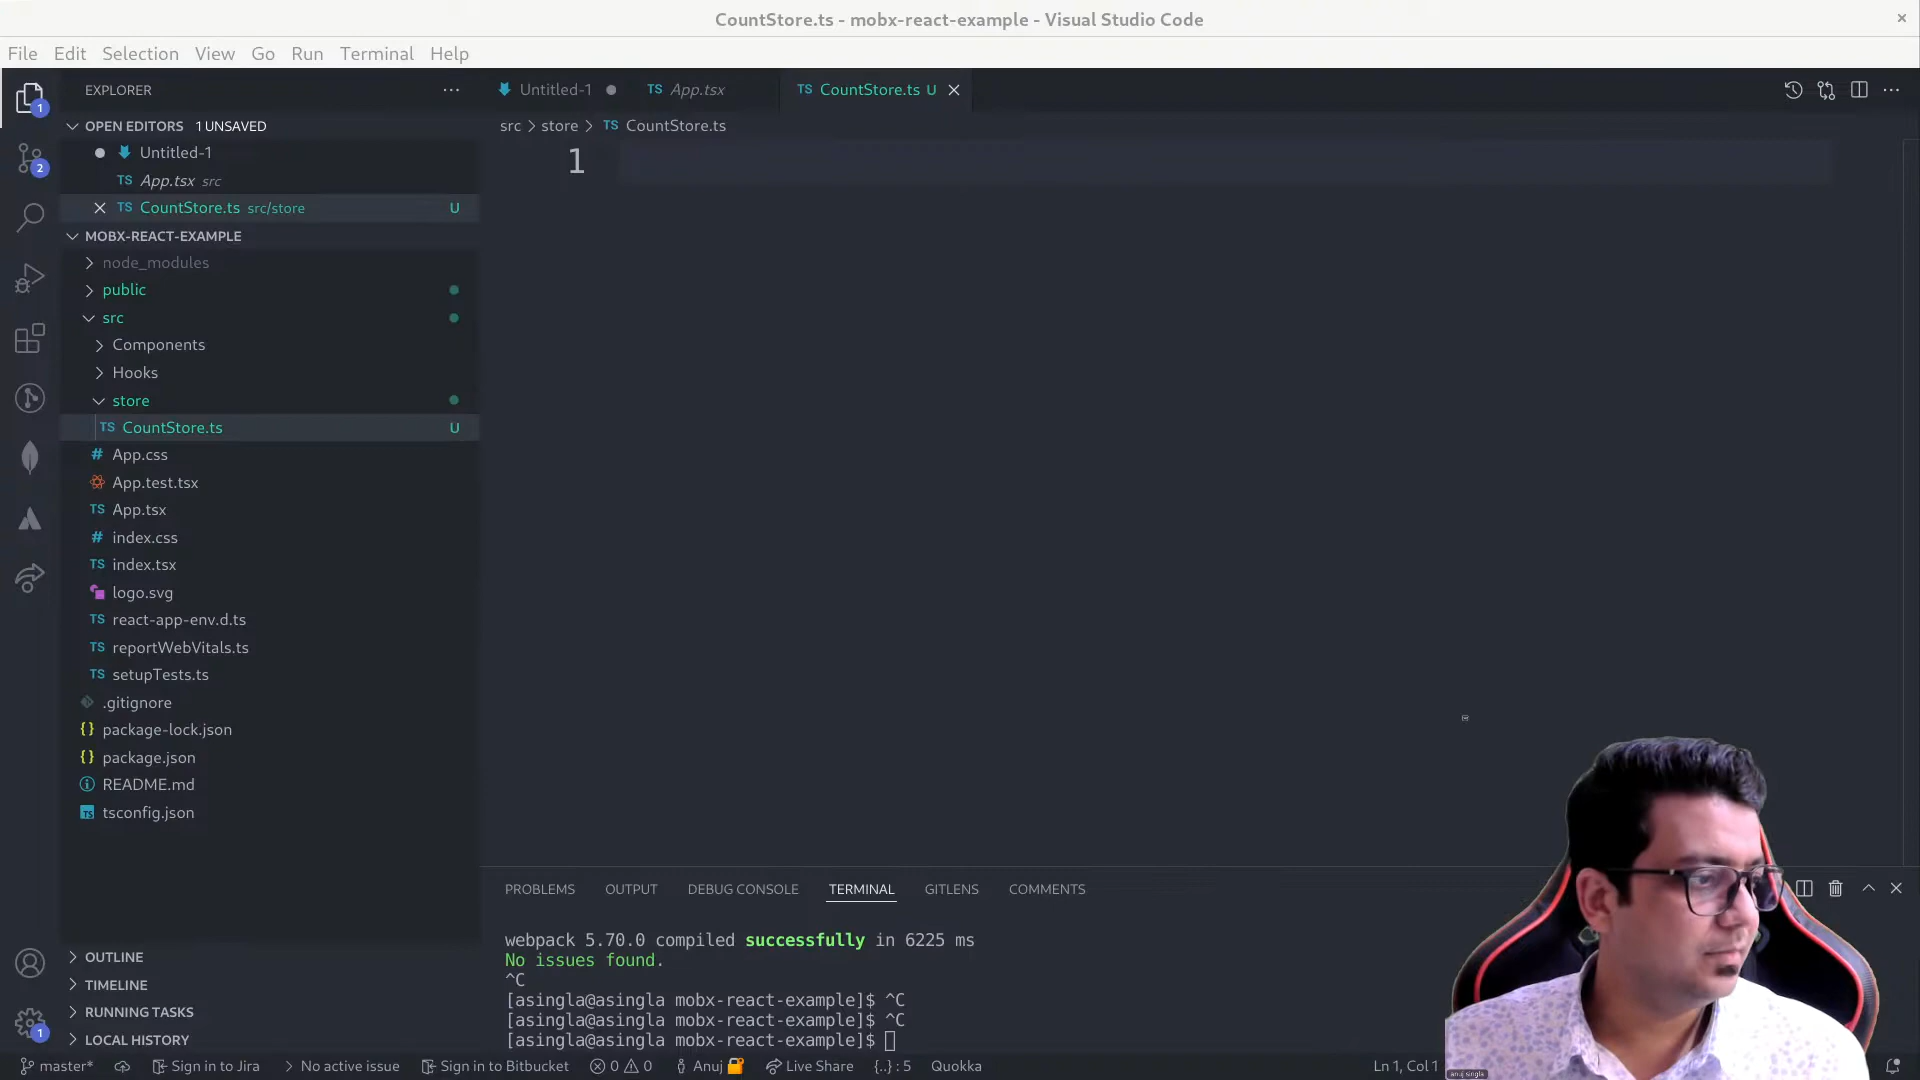 CountStore.ts - mobx-react-example - Visual Studio Code
File Edit Selection View Go Run Terminal Help
EXPLORER
Untitled-1
TS App.tsx
TS CountStore.ts U
1
OPEN EDITORS 1 UNSAVED
src > store > TS CountStore.ts
Untitled-1
1
2
TS App.tsx src
TS CountStore.ts src/store U
MOBX-REACT-EXAMPLE
node_modules
public
src
Components
Hooks
store
TS CountStore.ts U
# App.css
App.test.tsx
TS App.tsx
# index.css
TS index.tsx
logo.svg
TS react-app-env.d.ts
TS reportWebVitals.ts
TS setupTests.ts
.gitignore
{} package-lock.json
{} package.json
README.md
TS tsconfig.json
PROBLEMS OUTPUT DEBUG CONSOLE TERMINAL GITLENS COMMENTS
webpack 5.70.0 compiled successfully in 6225 ms
No issues found.
^C
[asingla@asingla mobx-react-example]$ ^C
[asingla@asingla mobx-react-example]$ ^C
[asingla@asingla mobx-react-example]$
OUTLINE
TIMELINE
RUNNING TASKS
1
LOCAL HISTORY
master* Sign in to Jira No active issue Sign in to Bitbucket 0 0 Anuj Live Share {..} : 5 Quokka Ln 1, Col 1
anuj singla